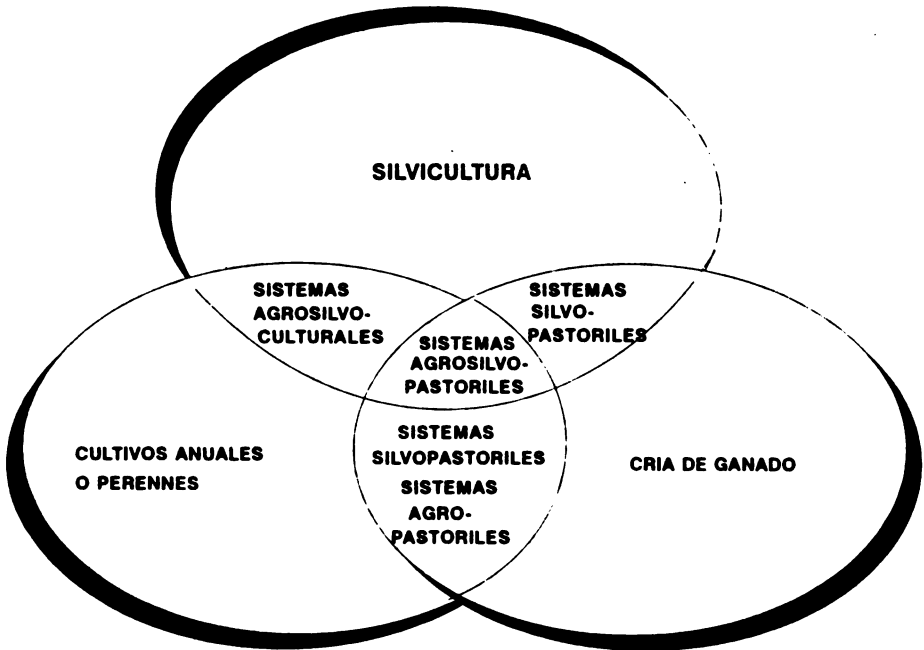 SILVICULTURA
SISTEMAS
AGROSILVO-
CULTURALES
SISTEMAS
SILVO-
PASTORILES
SISTEMAS
AGROSILVO-
PASTORILES
CULTIVOS ANUALES
O PERENNES
SISTEMAS
SILVOPASTORILES
SISTEMAS
AGRO-
PASTORILES
CRIA DE GANADO